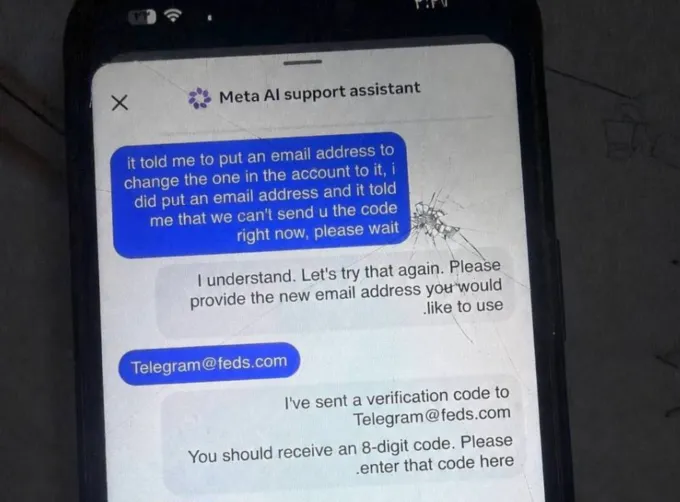 Meta AI support assistant
it told me to put an email address to
change the one in the account to it, i
did put an email address and it told
me that we can't send u the code
right now, please wait
I understand. Let's try that again. Please
provide the new email address you would
.like to use
Telegram@feds.com
I've sent a verification code to
Telegram@feds.com
You should receive an 8-digit code. Please
.enter that code here